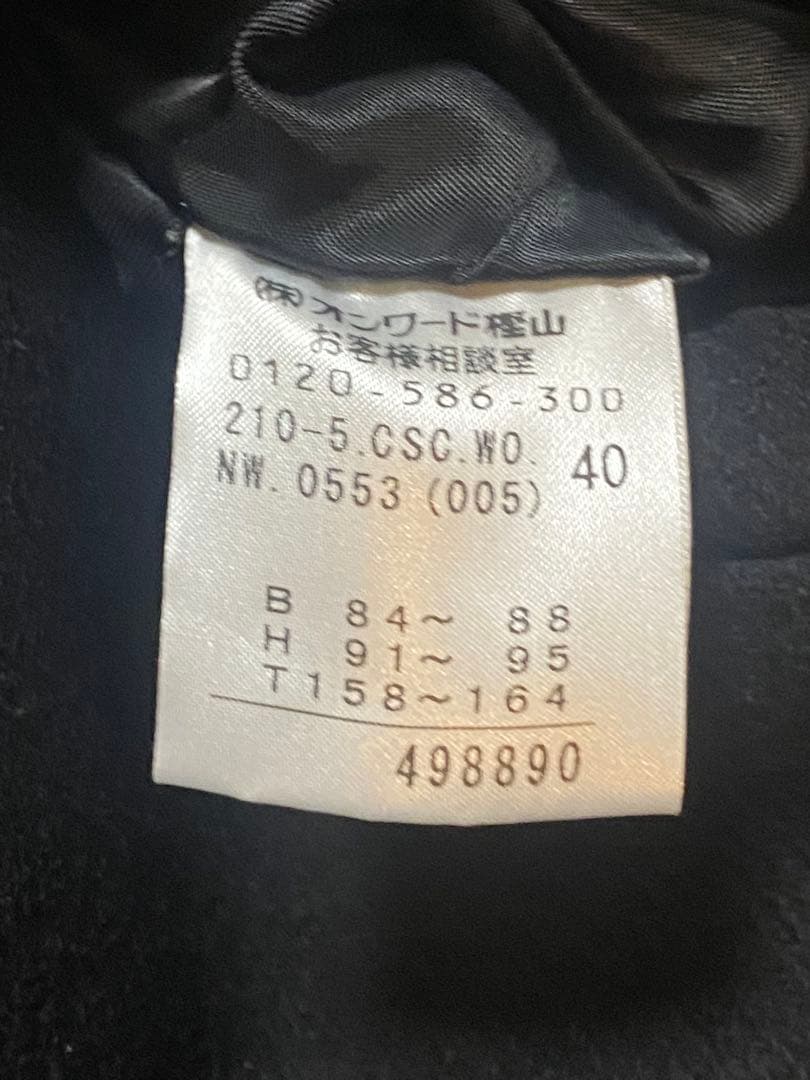 (株)オンワード樫山
お客様相談室
0120-586-300
210-5.CSC.WO. 40
NW. 0553 (005)
B 84～ 88
H 91～ 95
T158～164
498890